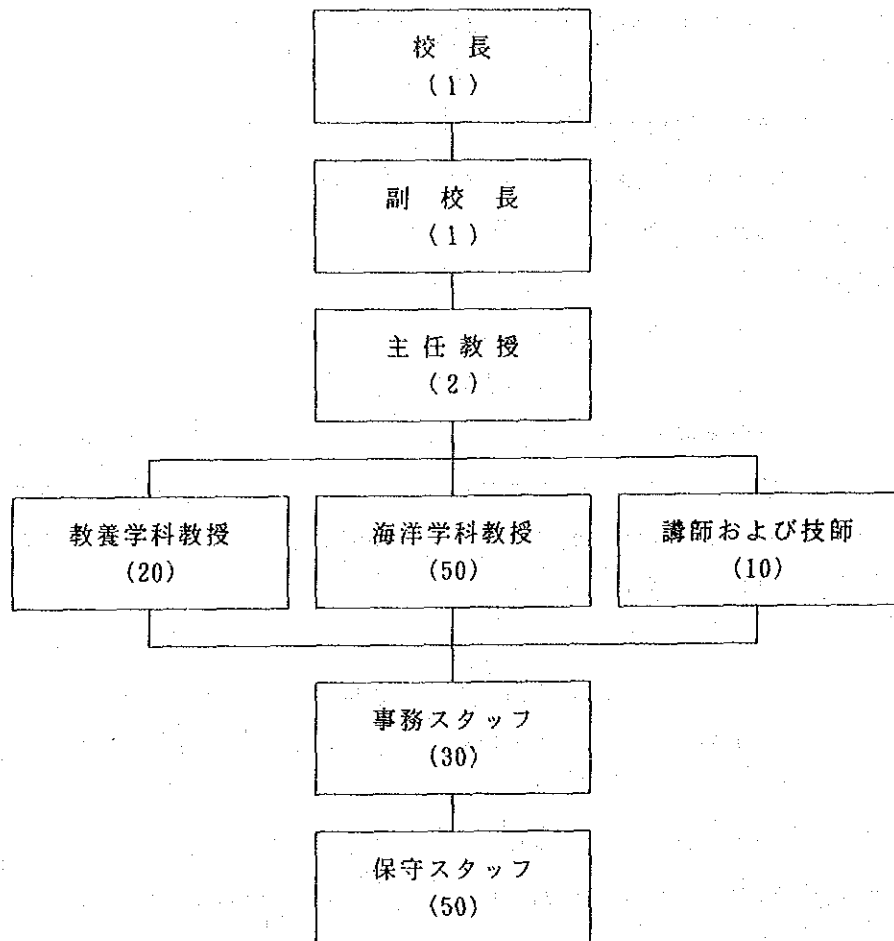 校 長
(1)
副 校 長
(1)
主 任 教 授
(2)
教養学科教授
(20)
海洋学科教授
(50)
講師および技師
(10)
事務スタッフ
(30)
保守スタッフ
(50)